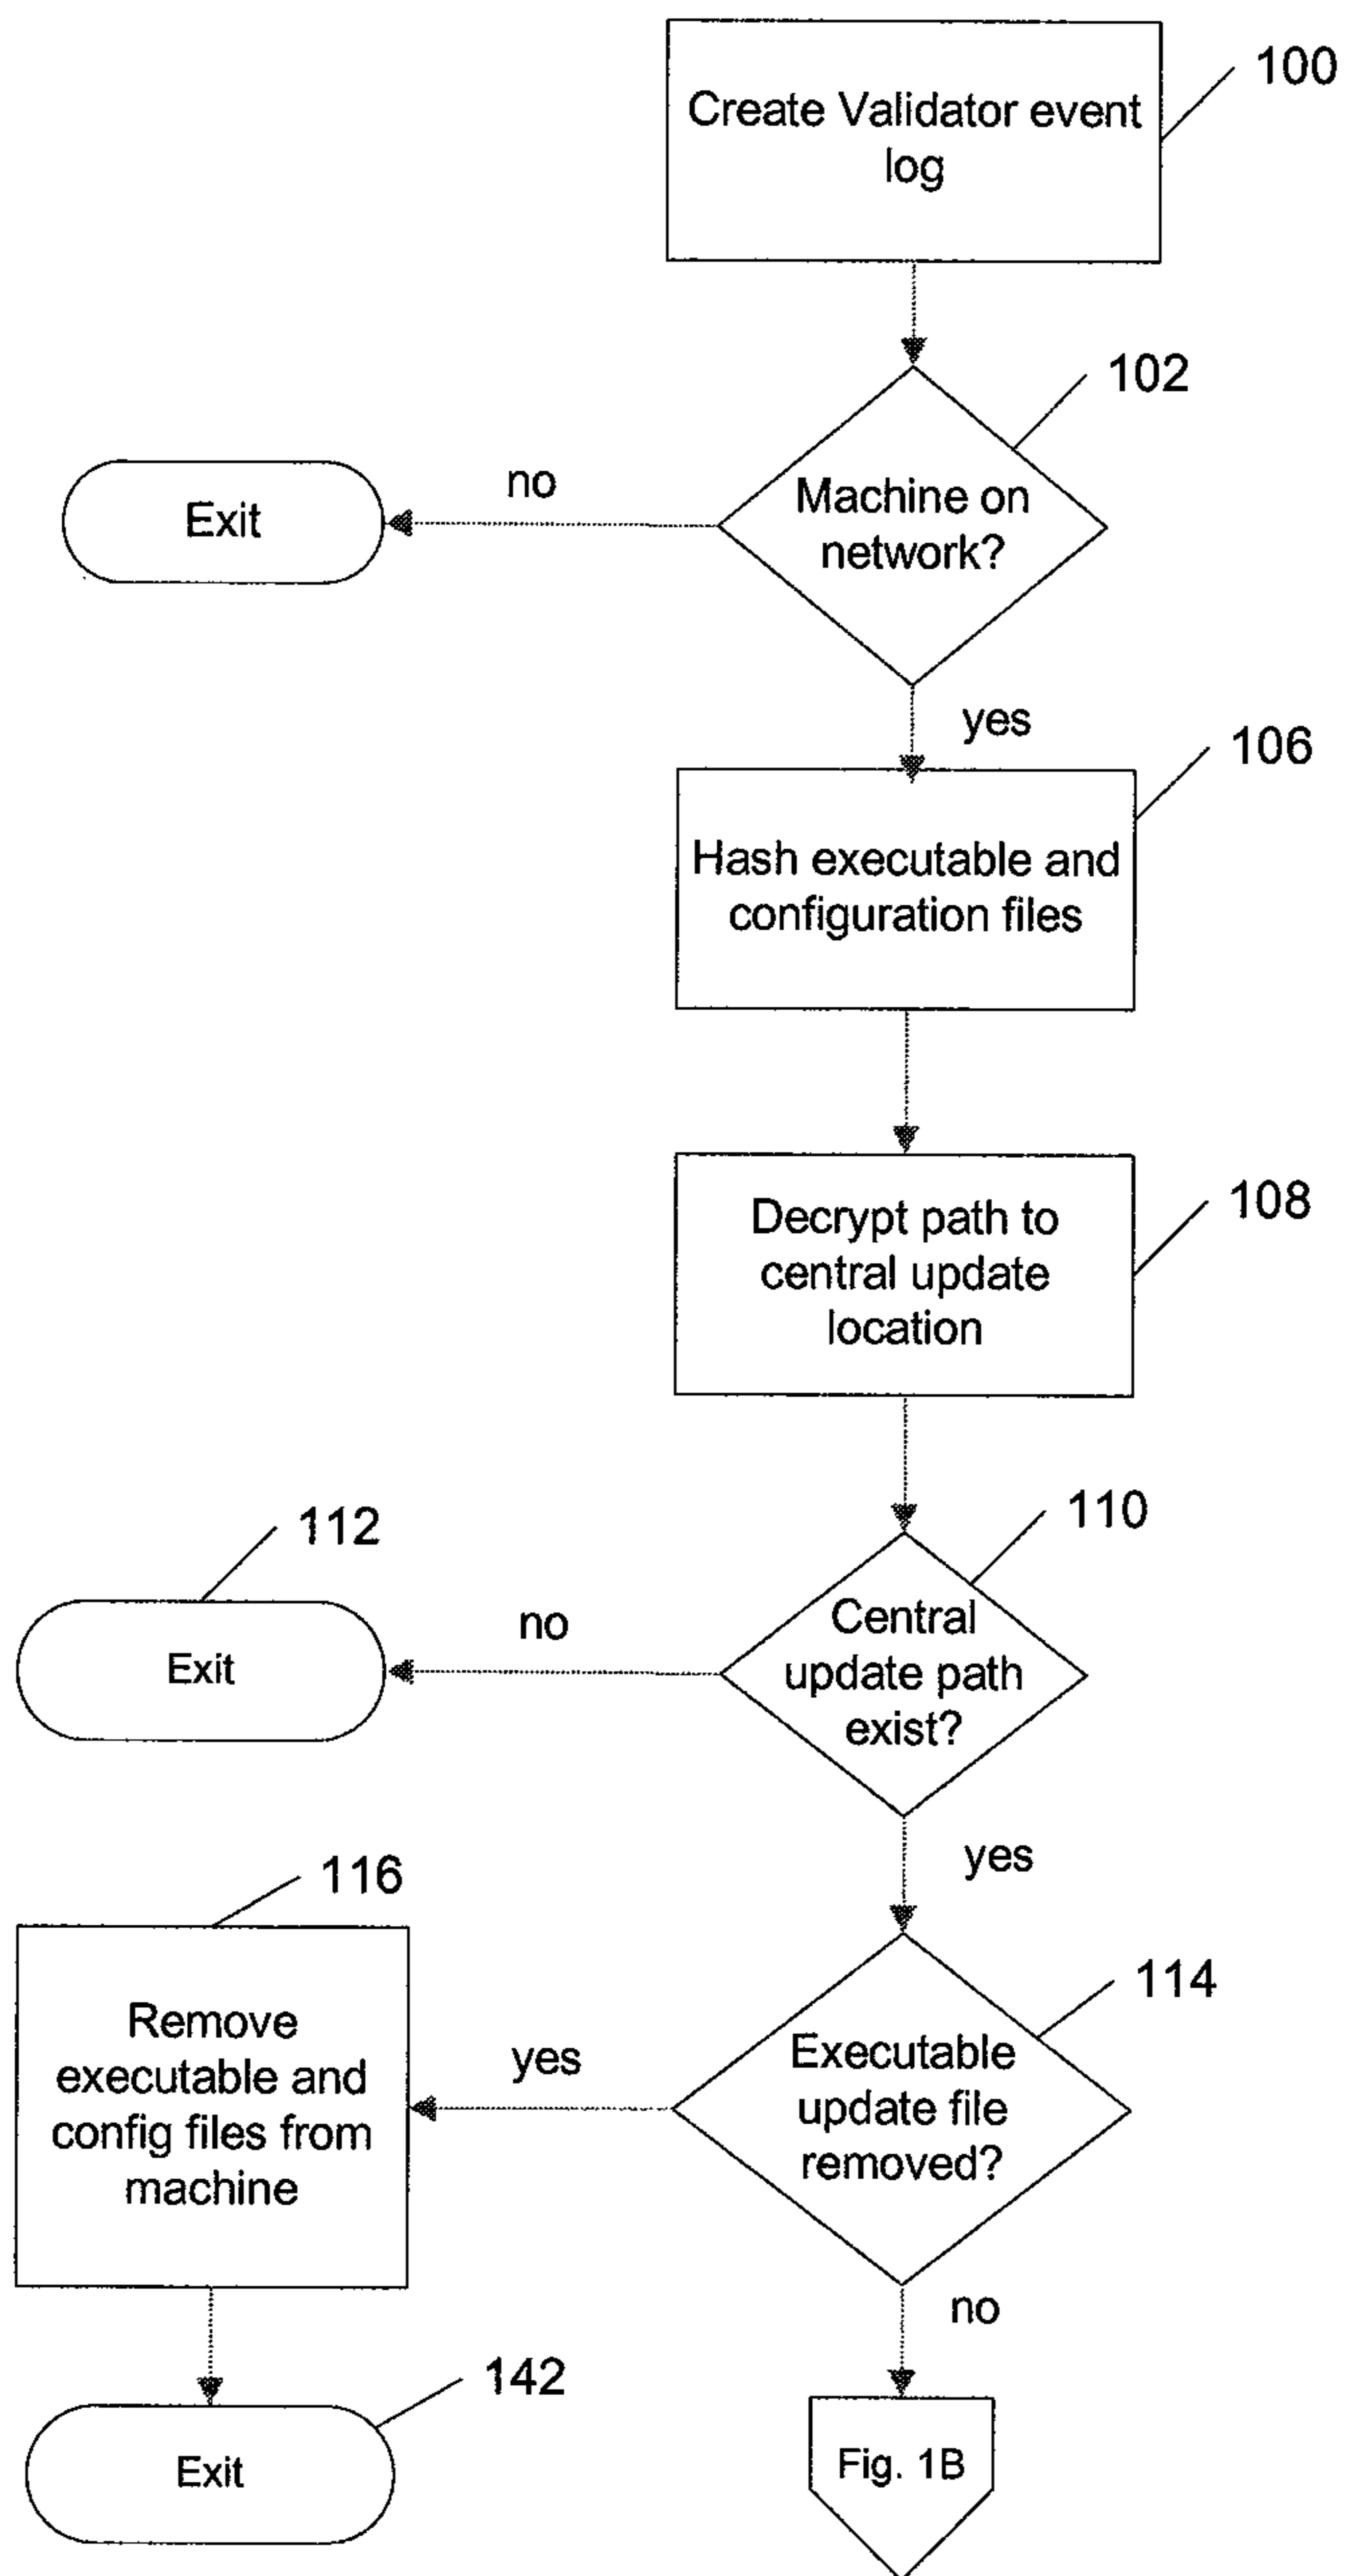 Create Validator event
log
100
102
Machine on
network?
no
Exit
yes
106
Hash executable and
configuration files
108
Decrypt path to
central update
location
110
112
Central
update path
exist?
no
Exit
yes
116
114
Remove
executable and
config files from
machine
yes
Executable
update file
removed?
no
142
Exit
Fig. 1B